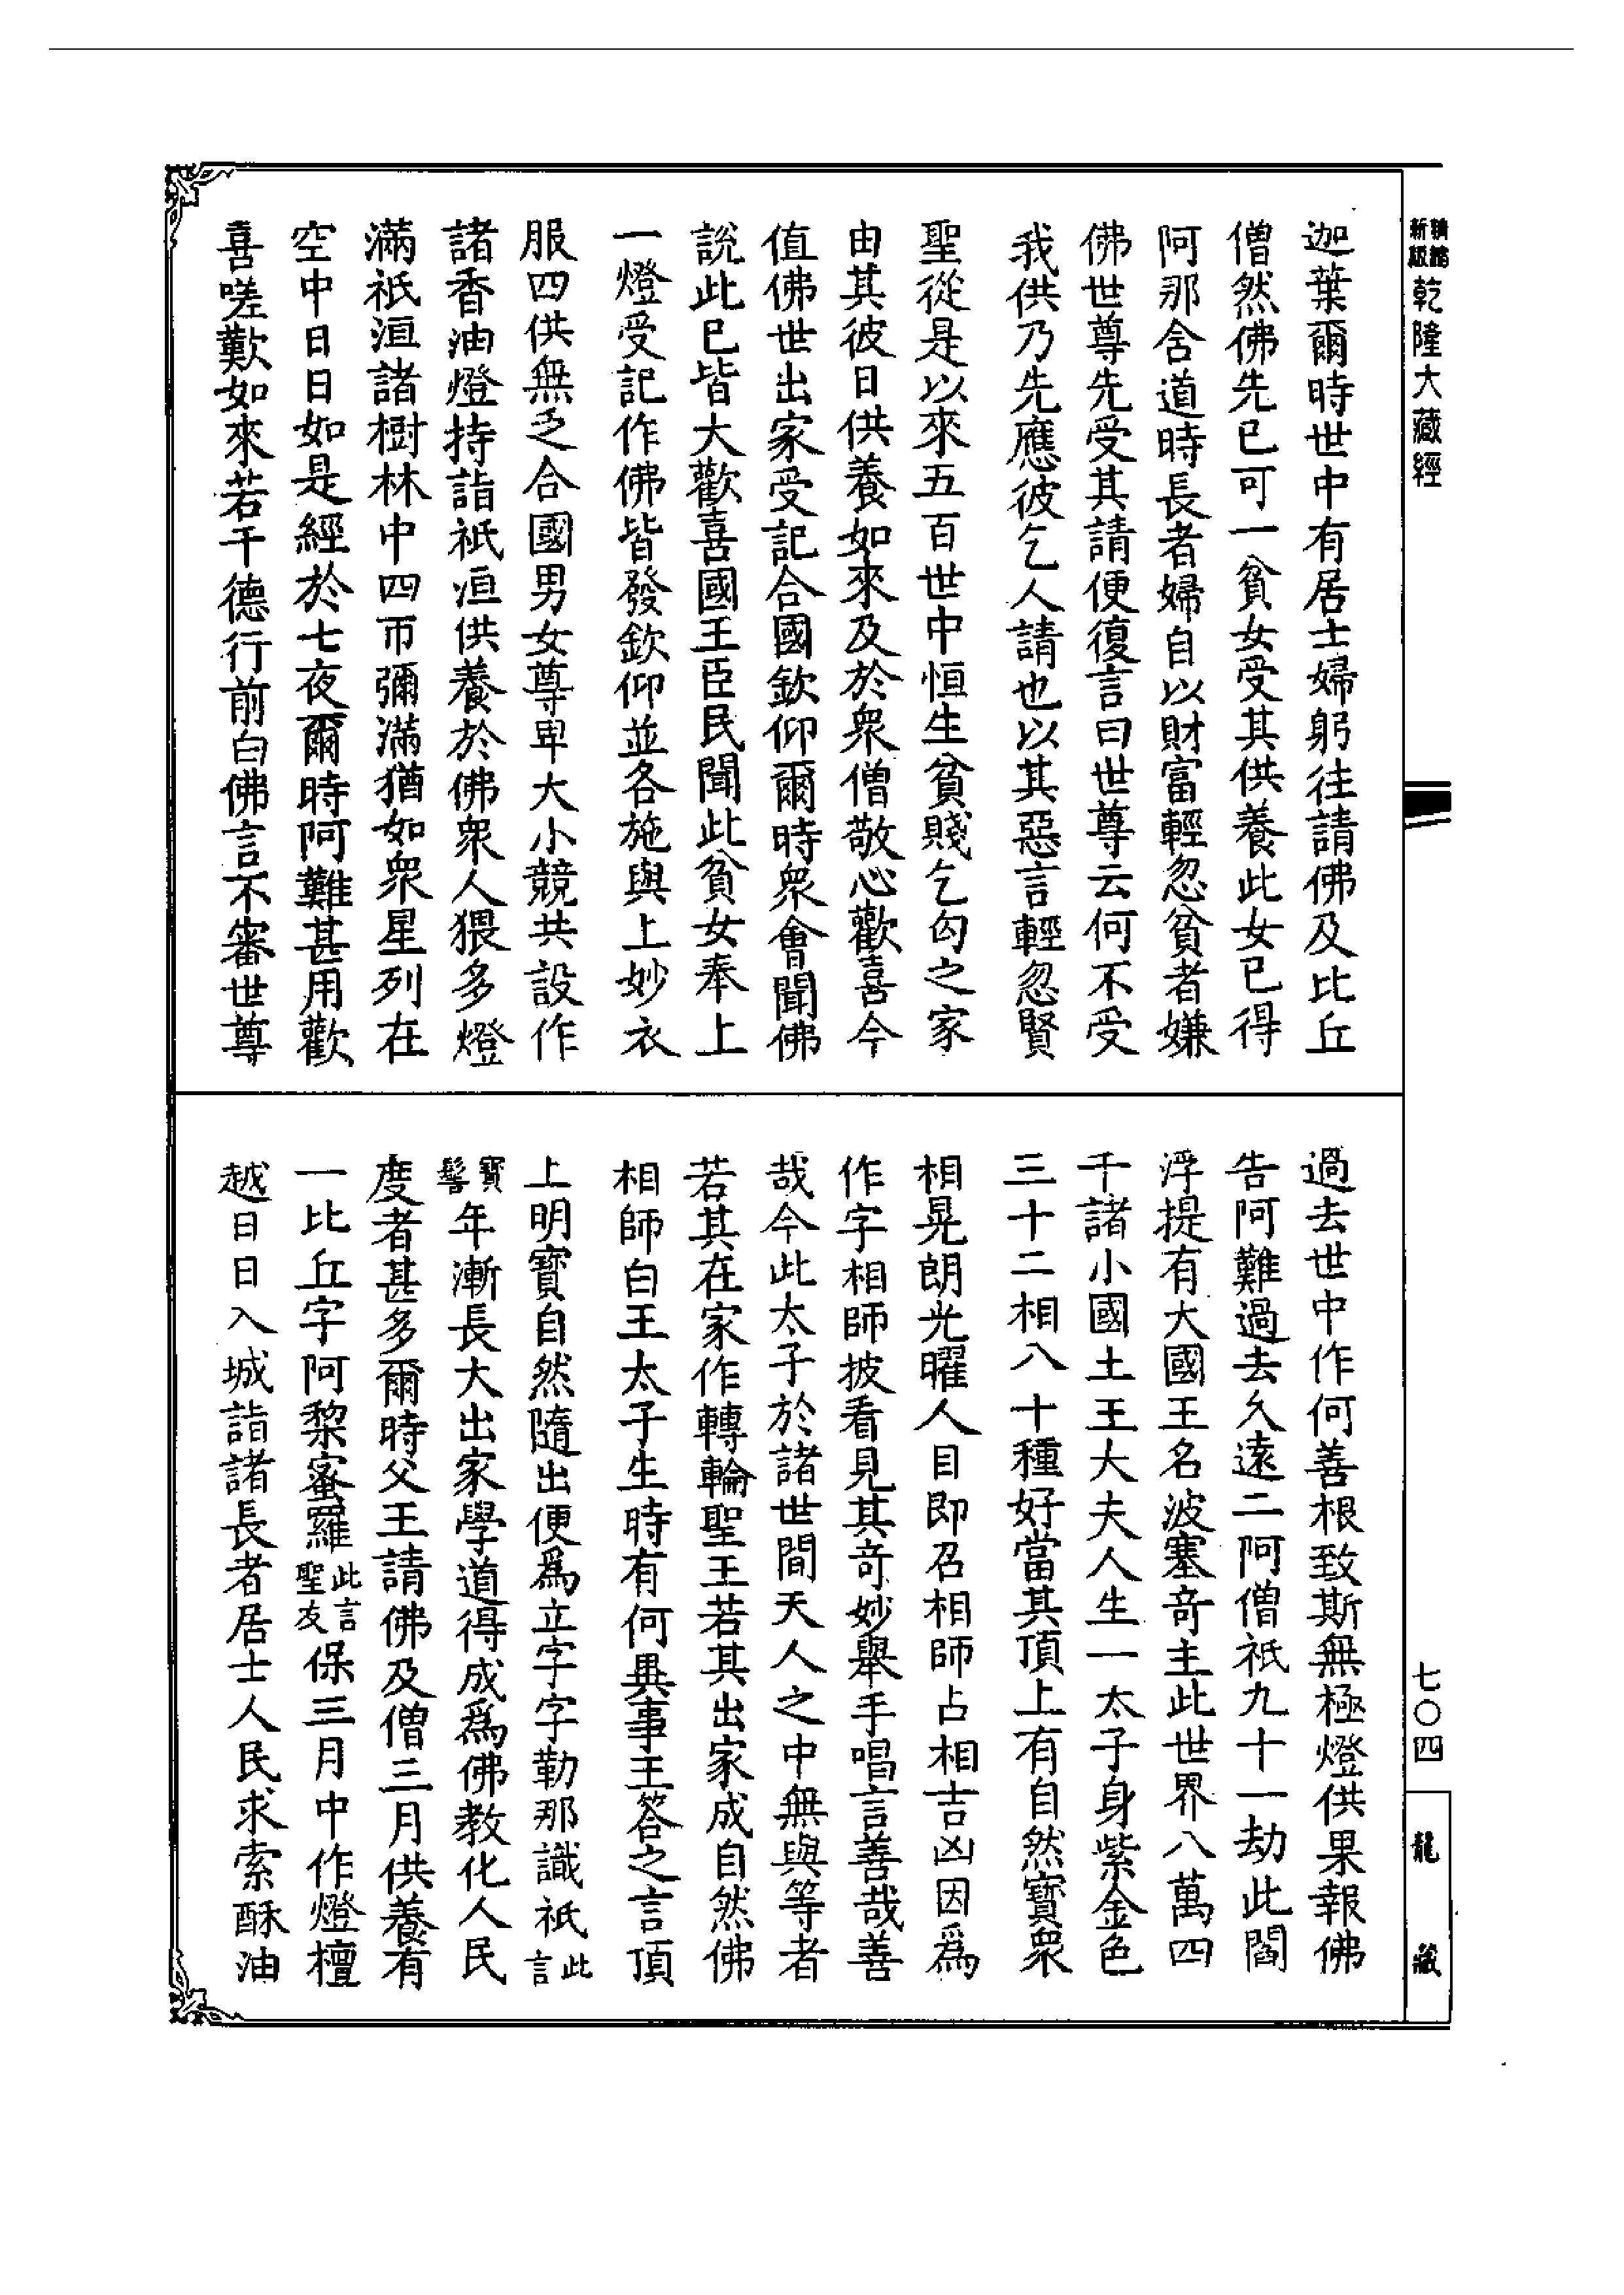 新版
精縮
乾隆大藏經
七〇四
龍藏
迦葉爾時世中有居士婦躬往請佛及比丘
僧然佛先已可一貧女受其供養此女已得
阿那含道時長者婦自以財富輕忽貧者嫌
佛世尊先受其請便復言曰世尊云何不受
我供乃先應彼乞人請也以其惡言輕忽賢
聖從是以來五百世中恒生貧賤乞匃之家
由其彼日供養如來及於衆僧敬心歡喜今
值佛世出家受記合國欽仰爾時衆會聞佛
說此已皆大歡喜國王臣民聞此貧女奉上
一燈受記作佛皆發欽仰並各施與上妙衣
服四供無乏合國男女尊卑大小競共設作
諸香油燈持詣祇洹供養於佛衆人猥多燈
滿祇洹諸樹林中四帀彌滿猶如衆星列在
空中日日如是經於七夜爾時阿難甚用歡
喜嗟歎如來若干德行前白佛言不審世尊
過去世中作何善根致斯無極燈供果報佛
告阿難過去久遠二阿僧祇九十一劫此閻
浮提有大國王名波塞奇主此世界八萬四
千諸小國土王大夫人生一太子身紫金色
三十二相八十種好當其頂上有自然寶衆
相晃朗光曜人目即召相師占相吉凶因爲
作字相師披看見其奇妙舉手唱言善哉善
哉今此太子於諸世間天人之中無與等者
若其在家作轉輪聖王若其出家成自然佛
相師白王太子生時有何異事王答之言頂
上明寶自然隨出便爲立字字勒那識祇此言
寶髻年漸長大出家學道得成爲佛教化人民
度者甚多爾時父王請佛及僧三月供養有
一比丘字阿棃蜜羅此言聖友保三月中作燈檀
越日日入城詣諸長者居士人民求索酥油